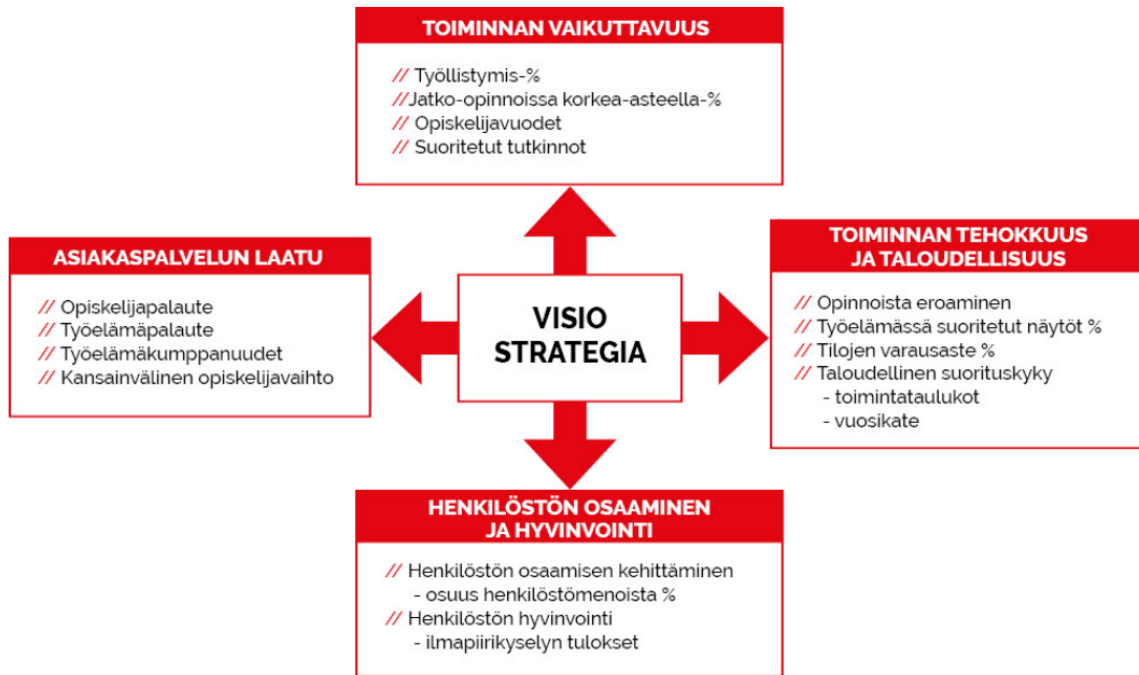 TOIMINNAN VAIKUTTAVUUS
// Työllistymis-%
// Jatko-opinnoissa korkea-asteella-%
// Opiskelijavuodet
// Suoritetut tutkinnot
ASIAKASPALVELUN LAATU
// Opiskelijapalaute
// Työelämäpalaute
// Työelämäkumppanuudet
// Kansainvälinen opiskelijavaihto
VISIO
STRATEGIA
TOIMINNAN TEHOKKUUS
JA TALOUDELLISUUS
// Opinnoista eroaminen
// Työelämässä suoritetut näytöt %
// Tilojen varausaste %
// Taloudellinen suorituskyky
- toimintataulukot
- vuosikate
HENKILÖSTÖN OSAAMINEN
JA HYVINVOINTI
// Henkilöstön osaamisen kehittäminen
- osuus henkilöstömenoista %
// Henkilöstön hyvinvointi
- ilmapiirikyselyn tulokset